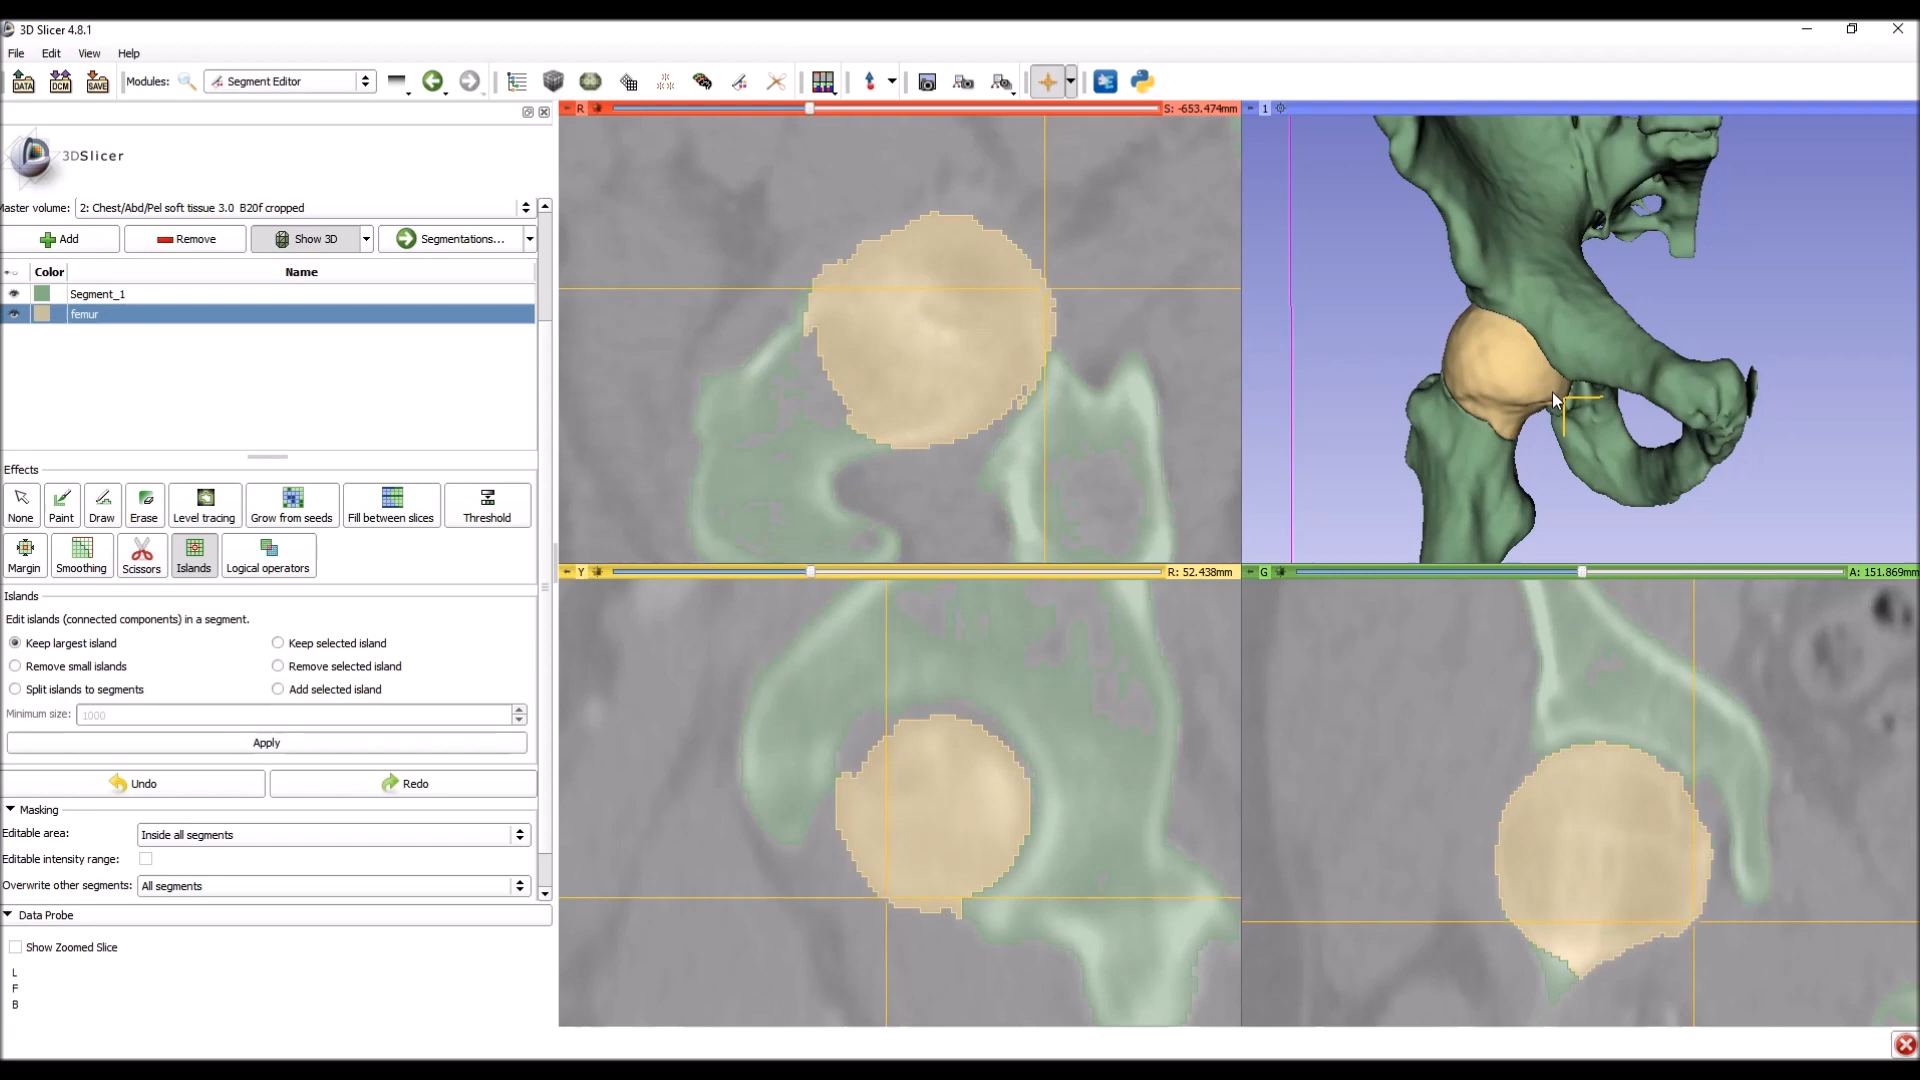 3D Slicer 4.8.1
File Edit View Help
DATA DCM SAVE Modules: Segment Editor
R S: -653.474mm 1
3DSlicer
Master volume: 2: Chest/Abd/Pel soft tissue 3.0 B20f cropped
Add Remove Show 3D Segmentations...
Color Name
Segment_1
femur
Effects
None Paint Draw Erase Level tracing Grow from seeds Fill between slices Threshold
Margin Smoothing Scissors Islands Logical operators
Y R: 52.438mm G A: 151.869mm
Islands
Edit islands (connected components) in a segment.
Keep largest island Keep selected island
Remove small islands Remove selected island
Split islands to segments Add selected island
Minimum size: 1000
Apply
Undo Redo
Masking
Editable area: Inside all segments
Editable intensity range:
Overwrite other segments: All segments
Data Probe
Show Zoomed Slice
L
F
B